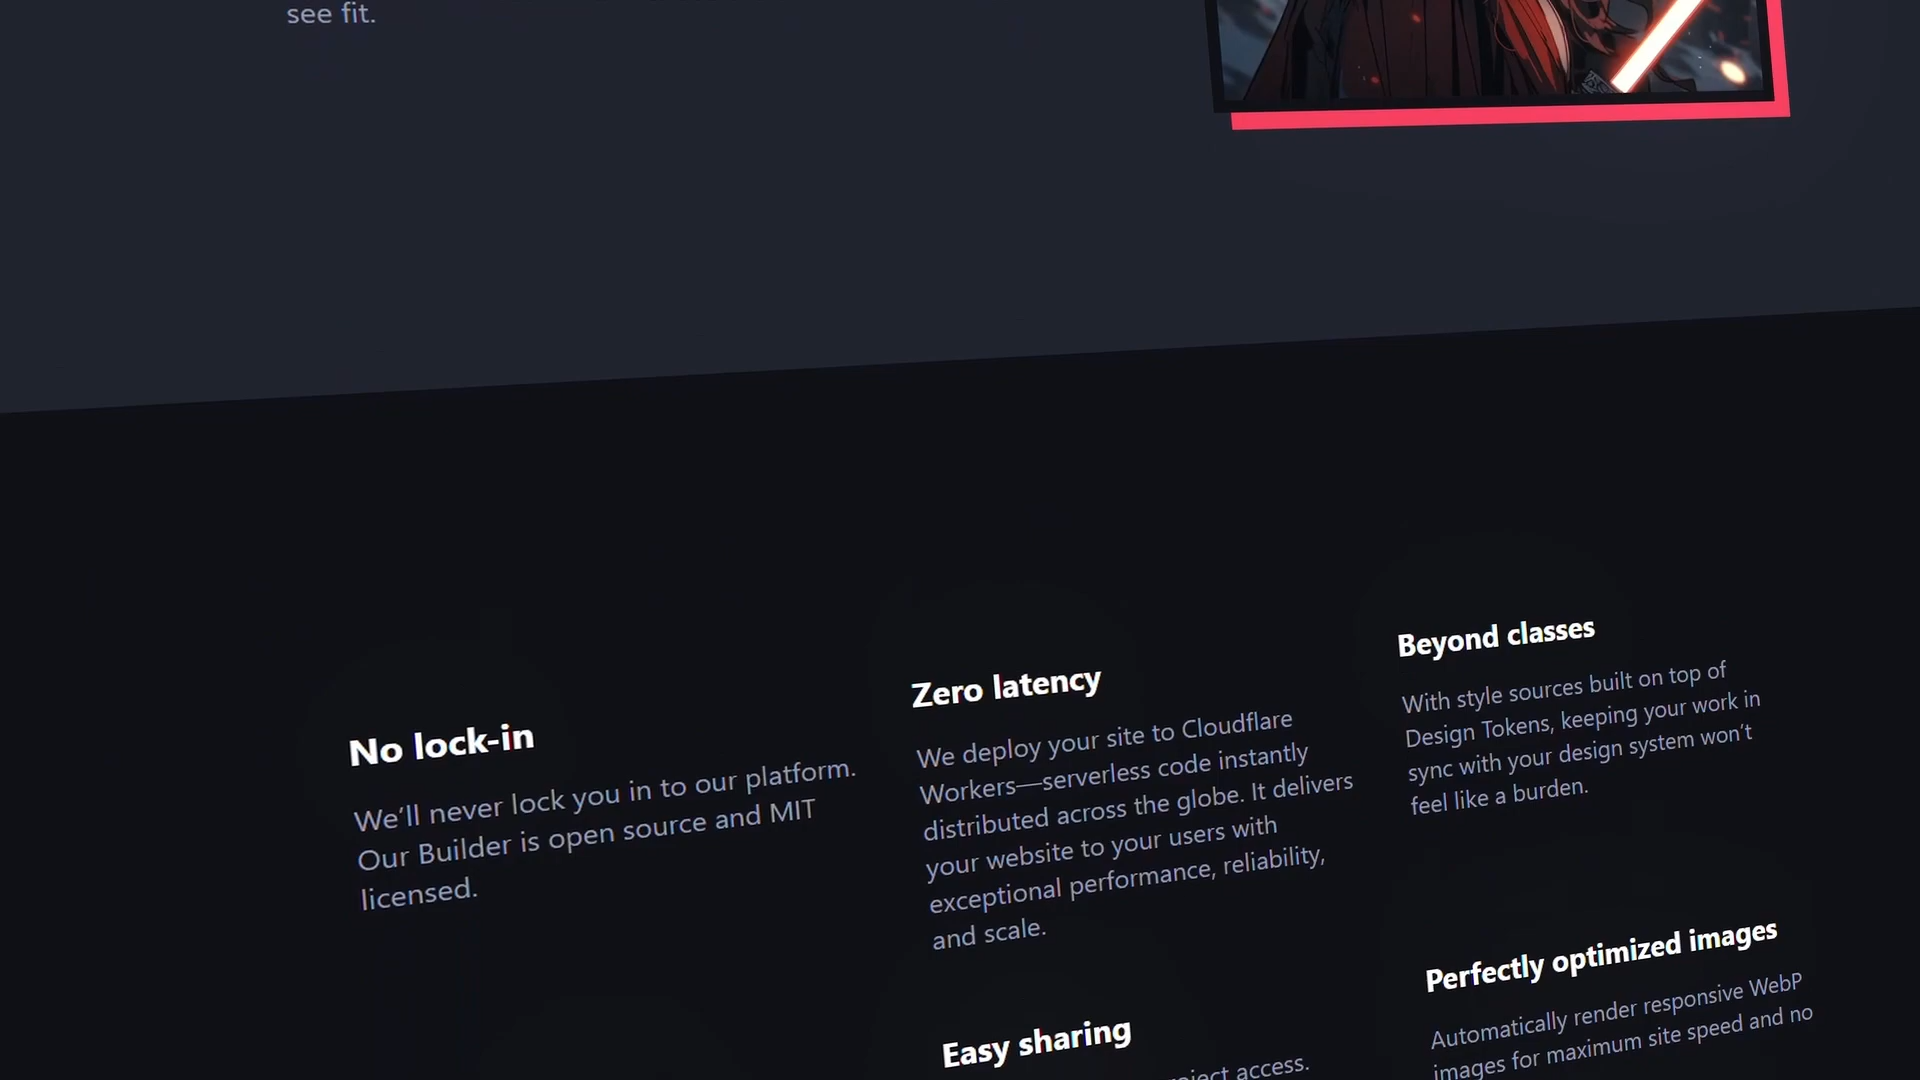 see fit.
No lock-in
We’ll never lock you in to our platform.
Our Builder is open source and MIT
licensed.
Zero latency
We deploy your site to Cloudflare
Workers—serverless code instantly
distributed across the globe. It delivers
your website to your users with
exceptional performance, reliability,
and scale.
Beyond classes
With style sources built on top of
Design Tokens, keeping your work in
sync with your design system won’t
feel like a burden.
Easy sharing
access.
Perfectly optimized images
Automatically render responsive WebP
images for maximum site speed and no